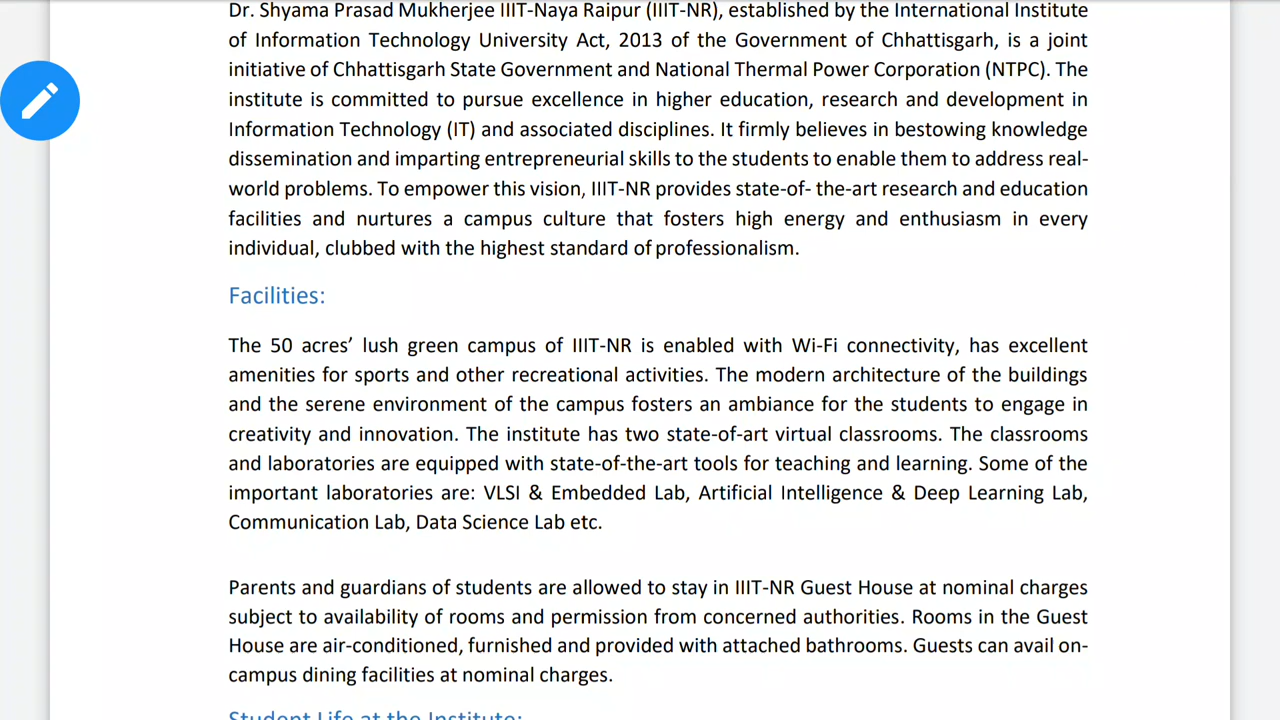 Dr. Shyama Prasad Mukherjee IIIT-Naya Raipur (IIIT-NR), established by the International Institute
of Information Technology University Act, 2013 of the Government of Chhattisgarh, is a joint
initiative of Chhattisgarh State Government and National Thermal Power Corporation (NTPC). The
institute is committed to pursue excellence in higher education, research and development in
Information Technology (IT) and associated disciplines. It firmly believes in bestowing knowledge
dissemination and imparting entrepreneurial skills to the students to enable them to address real-
world problems. To empower this vision, IIIT-NR provides state-of- the-art research and education
facilities and nurtures a campus culture that fosters high energy and enthusiasm in every
individual, clubbed with the highest standard of professionalism.
Facilities:
The 50 acres’ lush green campus of IIIT-NR is enabled with Wi-Fi connectivity, has excellent
amenities for sports and other recreational activities. The modern architecture of the buildings
and the serene environment of the campus fosters an ambiance for the students to engage in
creativity and innovation. The institute has two state-of-art virtual classrooms. The classrooms
and laboratories are equipped with state-of-the-art tools for teaching and learning. Some of the
important laboratories are: VLSI & Embedded Lab, Artificial Intelligence & Deep Learning Lab,
Communication Lab, Data Science Lab etc.
Parents and guardians of students are allowed to stay in IIIT-NR Guest House at nominal charges
subject to availability of rooms and permission from concerned authorities. Rooms in the Guest
House are air-conditioned, furnished and provided with attached bathrooms. Guests can avail on-
campus dining facilities at nominal charges.
Student Life at the Institute: